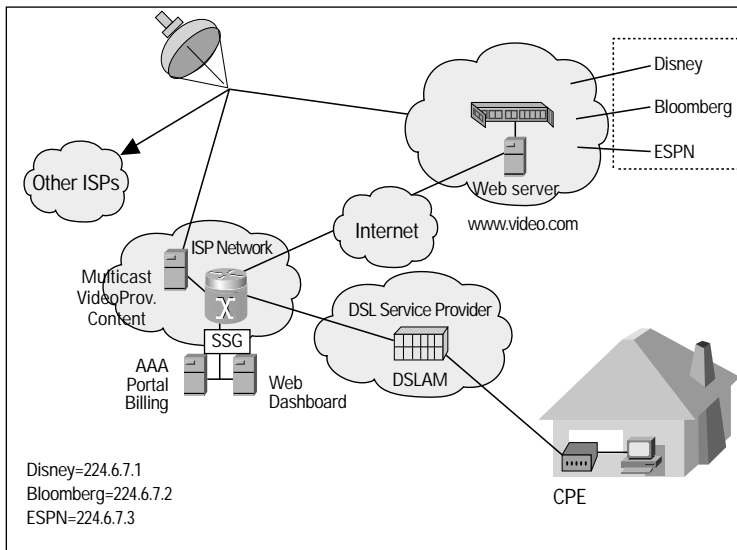 Disney
Bloomberg
ESPN
Web server
www.video.com
Other ISPs
Internet
ISP Network
Multicast
VideoProv.
Content
SSG
AAA
Portal
Billing
Web
Dashboard
DSL Service Provider
DSLAM
CPE
Disney=224.6.7.1
Bloomberg=224.6.7.2
ESPN=224.6.7.3